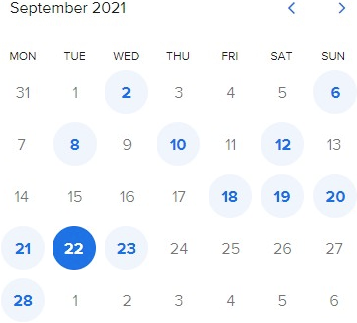 September 2021
MON TUE WED THU FRI SAT SUN
31 1 2 3 4 5 6
7 8 9 10 11 12 13
14 15 16 17 18 19 20
21 22 23 24 25 26 27
28 1 2 3 4 5 6